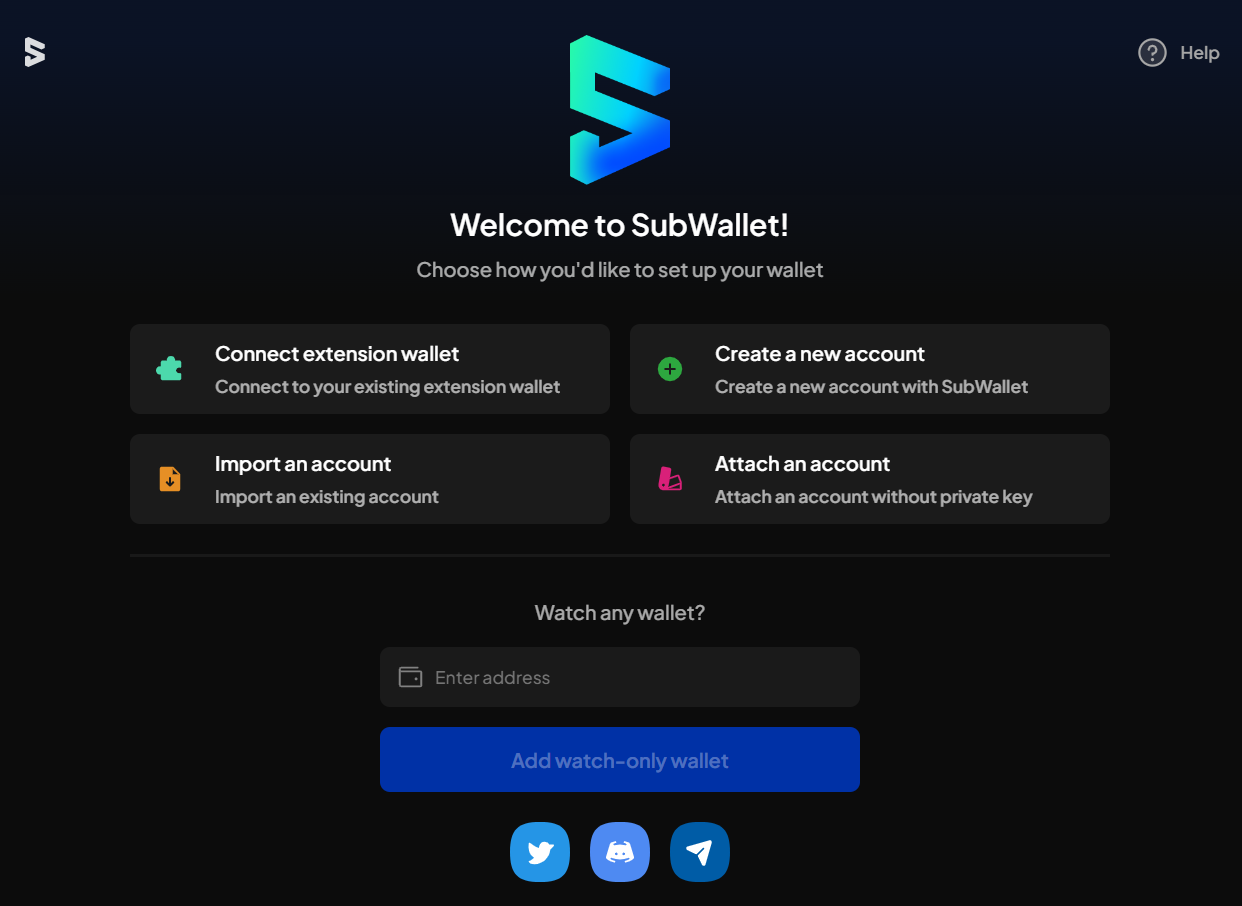 Help
Welcome to SubWallet!
Choose how you'd like to set up your wallet
Connect extension wallet
Connect to your existing extension wallet
Create a new account
Create a new account with SubWallet
Import an account
Import an existing account
Attach an account
Attach an account without private key
Watch any wallet?
Enter address
Add watch-only wallet